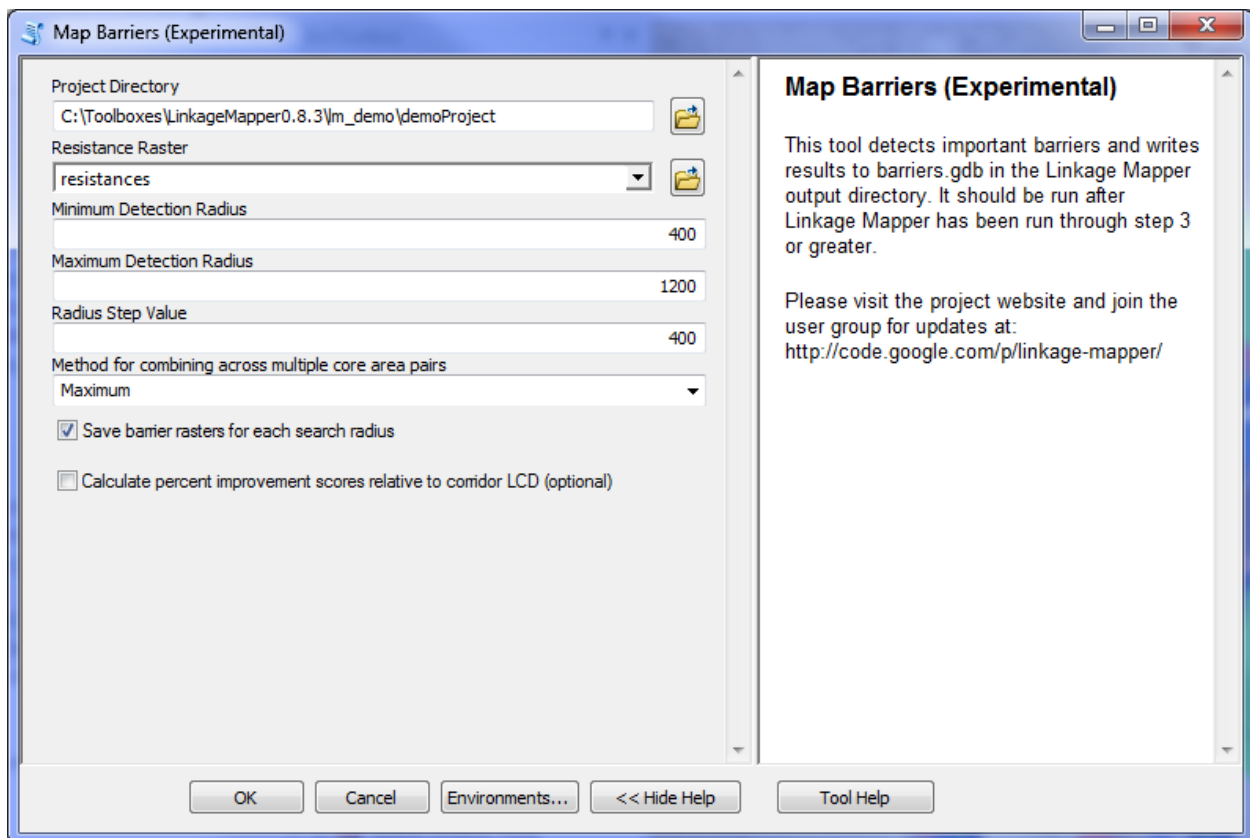 Map Barriers (Experimental)
Project Directory
C:\Toolboxes\LinkageMapper0.8.3\lm_demo\demoProject
Resistance Raster
resistances
Minimum Detection Radius
400
Maximum Detection Radius
1200
Radius Step Value
400
Method for combining across multiple core area pairs
Maximum
Save barrier rasters for each search radius
Calculate percent improvement scores relative to corridor LCD (optional)
Map Barriers (Experimental)
This tool detects important barriers and writes
results to barriers.gdb in the Linkage Mapper
output directory. It should be run after
Linkage Mapper has been run through step 3
or greater.
Please visit the project website and join the
user group for updates at:
http://code.google.com/p/linkage-mapper/
OK
Cancel
Environments...
<< Hide Help
Tool Help